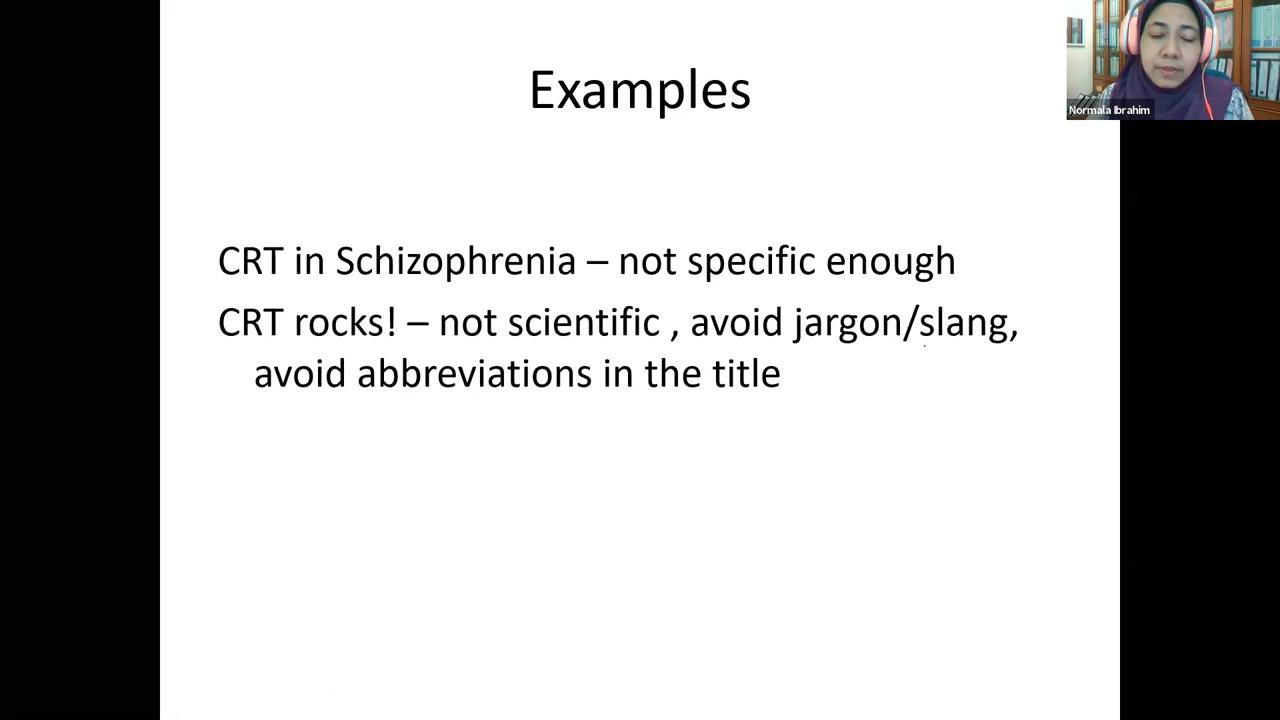 Examples
Normala Ibrahim
CRT in Schizophrenia – not specific enough
CRT rocks! – not scientific , avoid jargon/slang,
avoid abbreviations in the title